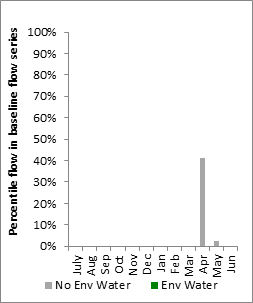 Percentile flow in baseline flow series
100%
90%
80%
70%
60%
50%
40%
30%
20%
10%
0%
July
Aug
Sep
Oct
Nov
Dec
Jan
Feb
Mar
Apr
May
Jun
No Env Water Env Water